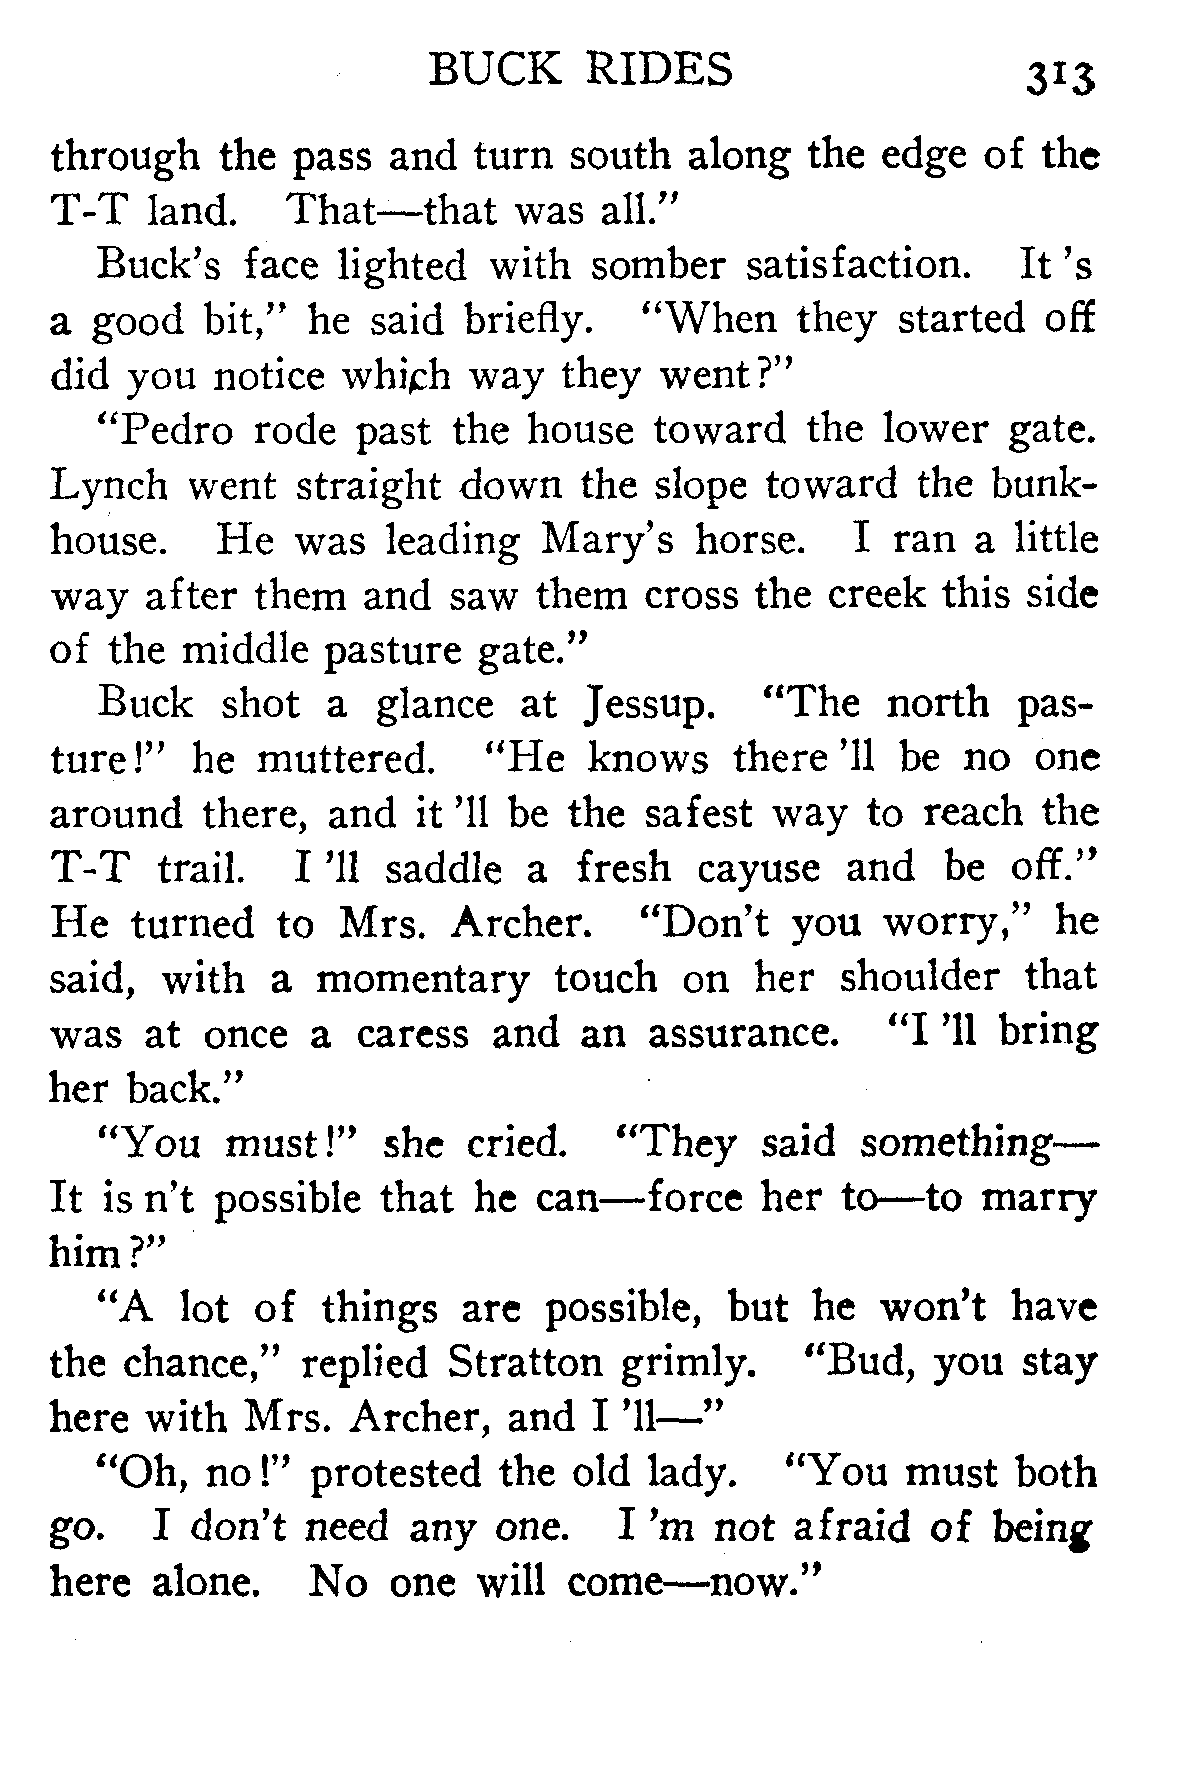 BUCK RIDES 313
through the pass and turn south along the edge of the
T-T land. That—that was all.”
Buck’s face lighted with somber satisfaction. It ’s
a good bit,” he said briefly. “When they started off
did you notice which way they went?”
“Pedro rode past the house toward the lower gate.
Lynch went straight down the slope toward the bunk-
house. He was leading Mary’s horse. I ran a little
way after them and saw them cross the creek this side
of the middle pasture gate.”
Buck shot a glance at Jessup. “The north pas-
ture!” he muttered. “He knows there ’ll be no one
around there, and it ’ll be the safest way to reach the
T-T trail. I ’ll saddle a fresh cayuse and be off.”
He turned to Mrs. Archer. “Don’t you worry,” he
said, with a momentary touch on her shoulder that
was at once a caress and an assurance. “I ’ll bring
her back.”
“You must!” she cried. “They said something—
It is n’t possible that he can—force her to—to marry
him?”
“A lot of things are possible, but he won’t have
the chance,” replied Stratton grimly. “Bud, you stay
here with Mrs. Archer, and I ’ll—”
“Oh, no!” protested the old lady. “You must both
go. I don’t need any one. I ’m not afraid of being
here alone. No one will come—now.”